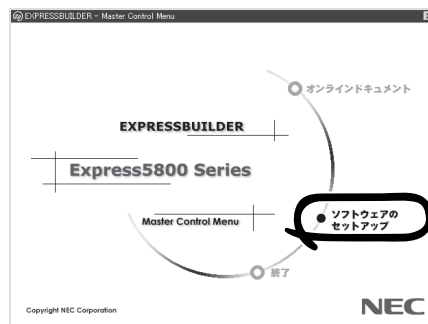 EXPRESSBUILDER - Master Control Menu
オンラインドキュメント
EXPRESSBUILDER
Express5800 Series
Master Control Menu
ソフトウェアの
セットアップ
終了
Copyright NEC Corporation
NEC